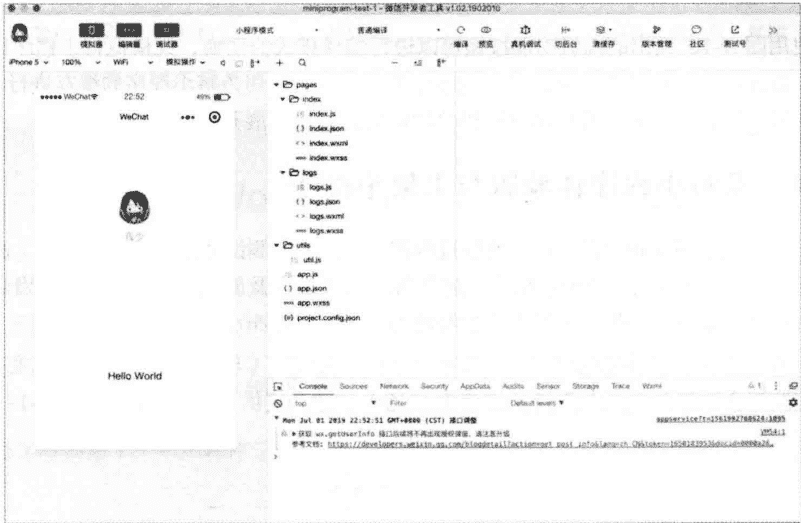 miniprogram-test-1 - 微信开发者工具 v1.02.1902010
模拟器 编辑器 调试器 小程序模式 普通编译 编译 预览 真机调试 切后台 清缓存 版本管理 社区 测试号
iPhone 5 100% WiFi 模拟操作
WeChat 22:52 49%
WeChat
Hello World
pages
index
index.js
index.json
index.wxml
index.wxss
logs
logs.js
logs.json
logs.wxml
logs.wxss
utils
util.js
app.js
app.json
app.wxss
project.config.json
Console Sources Network Security AppData Audits Sensor Storage Trace Wxml 1
top Filter Default levels
Mon Jul 01 2019 22:52:51 GMT+0800 (CST) 接口调整
获取 wx.getUserInfo 接口后续将不再出现授权弹窗，请注意升级 VM54:1
参考文档: